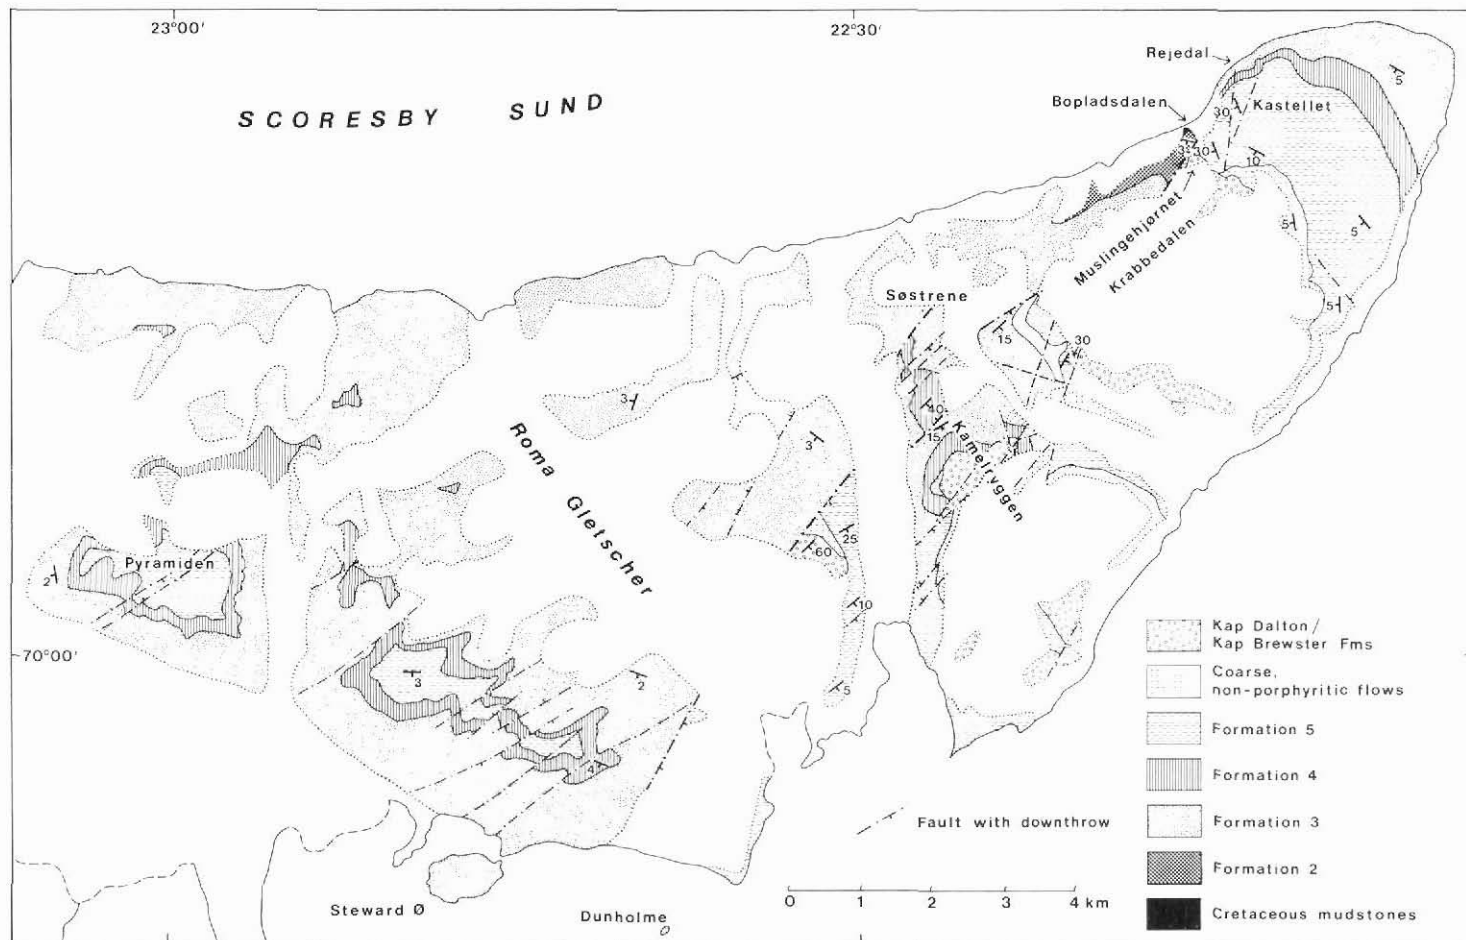 23°00'
22°30'
SCORESBY SUND
Rejedal
Bopladsdalen
Kastellet
5
30
3
30
10
Muslingehjørnet
Krabbedalen
5
5
5
Søstrene
15
30
3
40
15
Kamelryggen
3
Roma Gletscher
25
60
Pyramiden
2
10
70°00'
3
2
5
4
Kap Dalton/
Kap Brewster Fms
Coarse,
non-porphyritic flows
Formation 5
Formation 4
Formation 3
Formation 2
Cretaceous mudstones
Fault with downthrow
0 1 2 3 4 km
Steward Ø
Dunholme